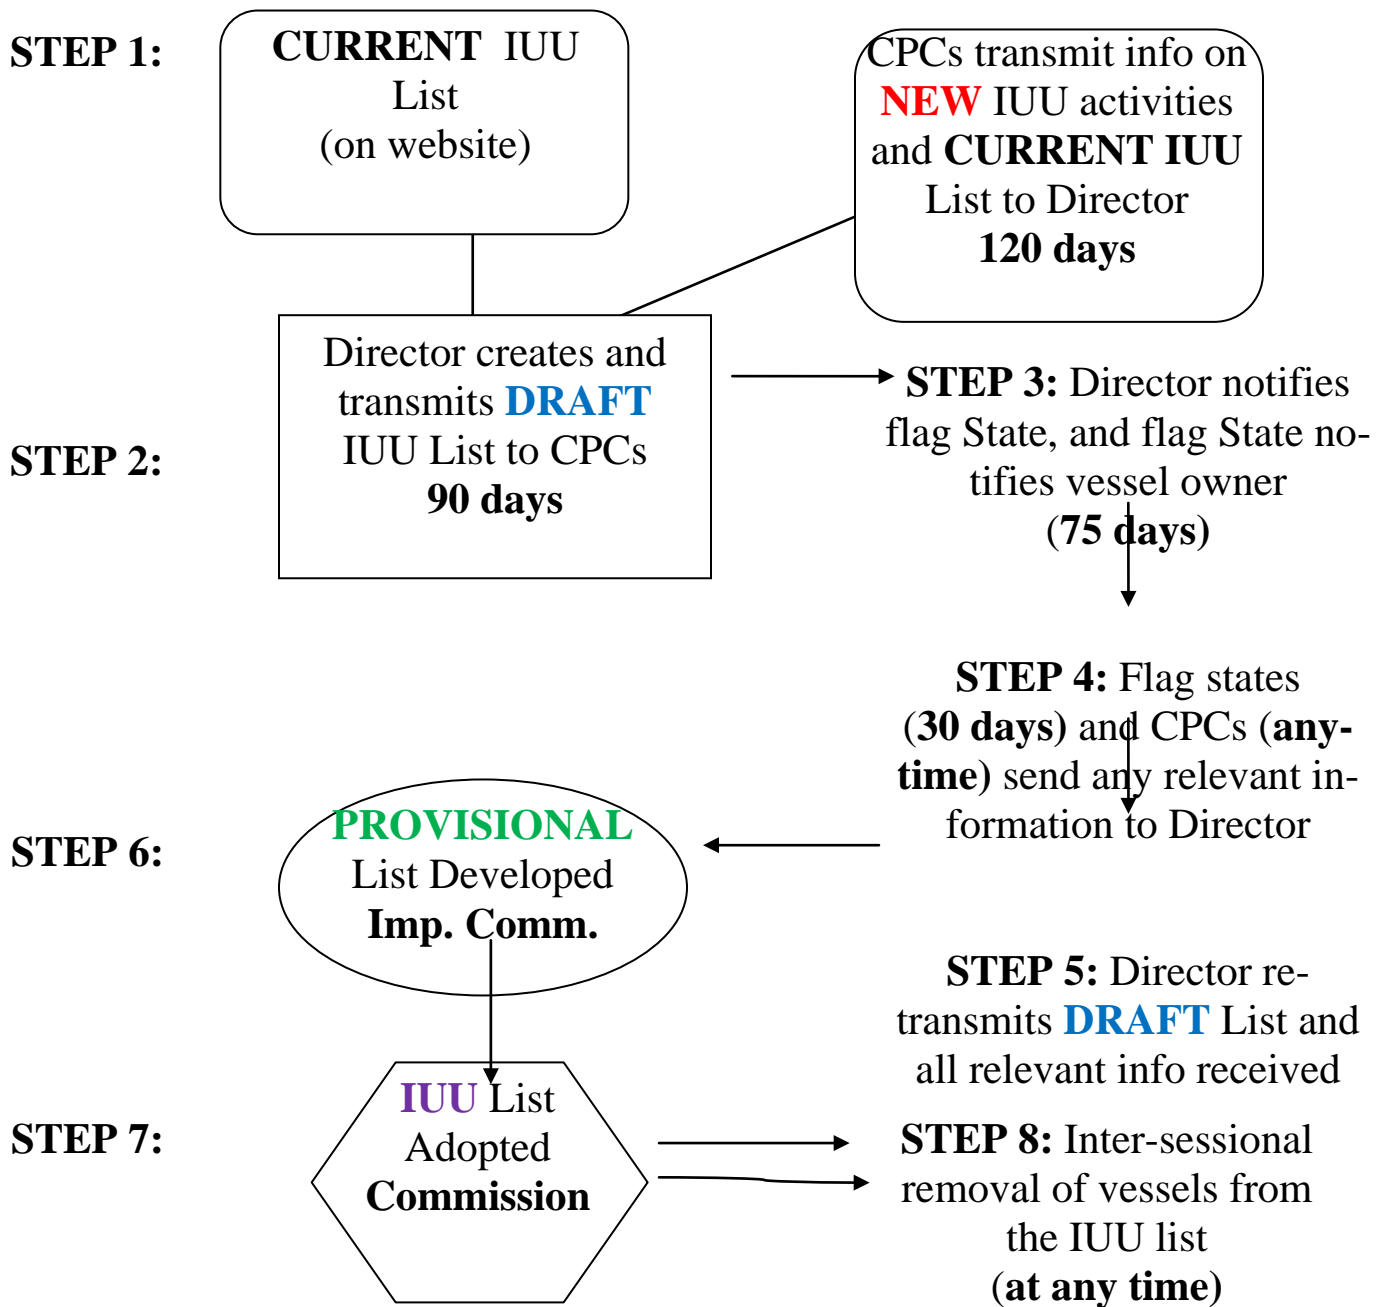 STEP 1:
CURRENT IUU
List
(on website)
CPCs transmit info on
NEW IUU activities
and CURRENT IUU
List to Director
120 days
STEP 2:
Director creates and
transmits DRAFT
IUU List to CPCs
90 days
STEP 3: Director notifies
flag State, and flag State no-
tifies vessel owner
(75 days)
STEP 4: Flag states
(30 days) and CPCs (any-
time) send any relevant in-
formation to Director
STEP 6:
PROVISIONAL
List Developed
Imp. Comm.
STEP 5: Director re-
transmits DRAFT List and
all relevant info received
STEP 7:
IUU List
Adopted
Commission
STEP 8: Inter-sessional
removal of vessels from
the IUU list
(at any time)